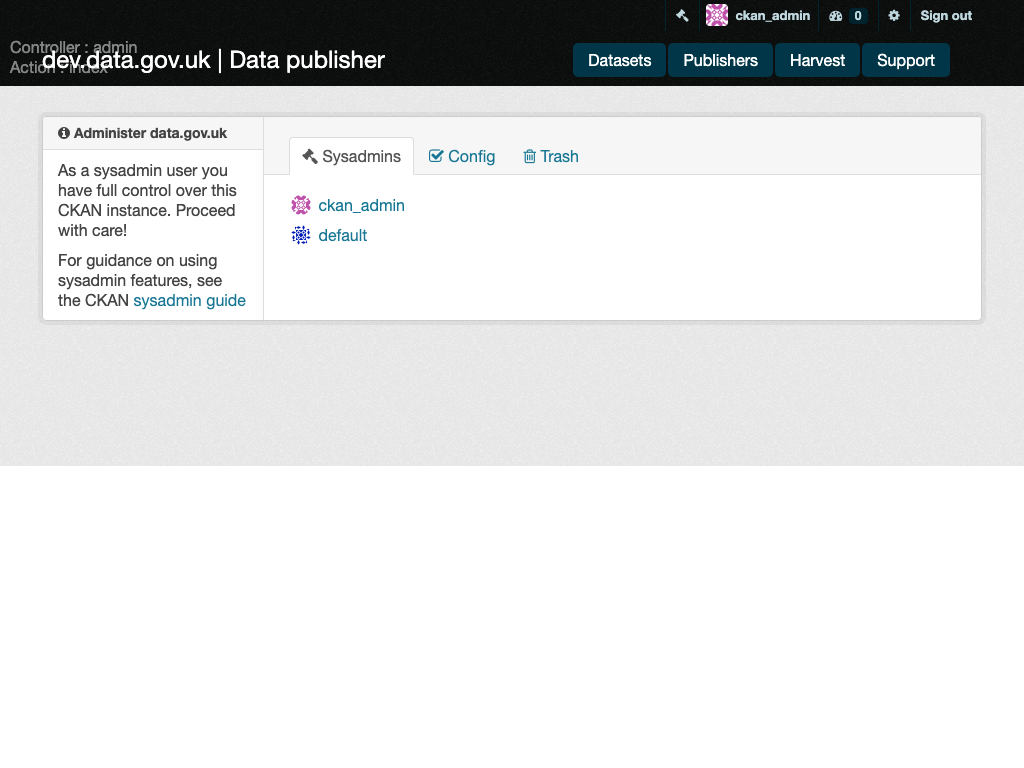 ckan_admin 0 Sign out
Controller : admin
Action : index
dev.data.gov.uk | Data publisher
Datasets Publishers Harvest Support
Administer data.gov.uk
As a sysadmin user you
have full control over this
CKAN instance. Proceed
with care!
For guidance on using
sysadmin features, see
the CKAN sysadmin guide
Sysadmins Config Trash
ckan_admin
default